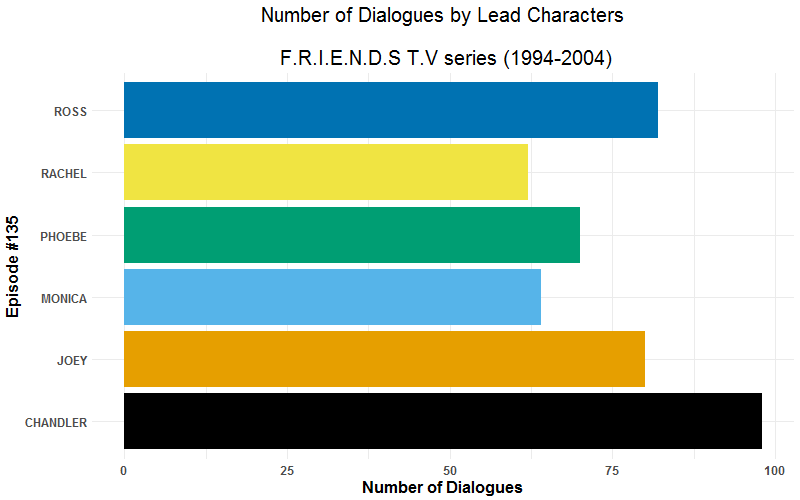 Number of Dialogues by Lead Characters
F.R.I.E.N.D.S T.V series (1994-2004)
Episode #135
ROSS
RACHEL
PHOEBE
MONICA
JOEY
CHANDLER
0 25 50 75 100
Number of Dialogues